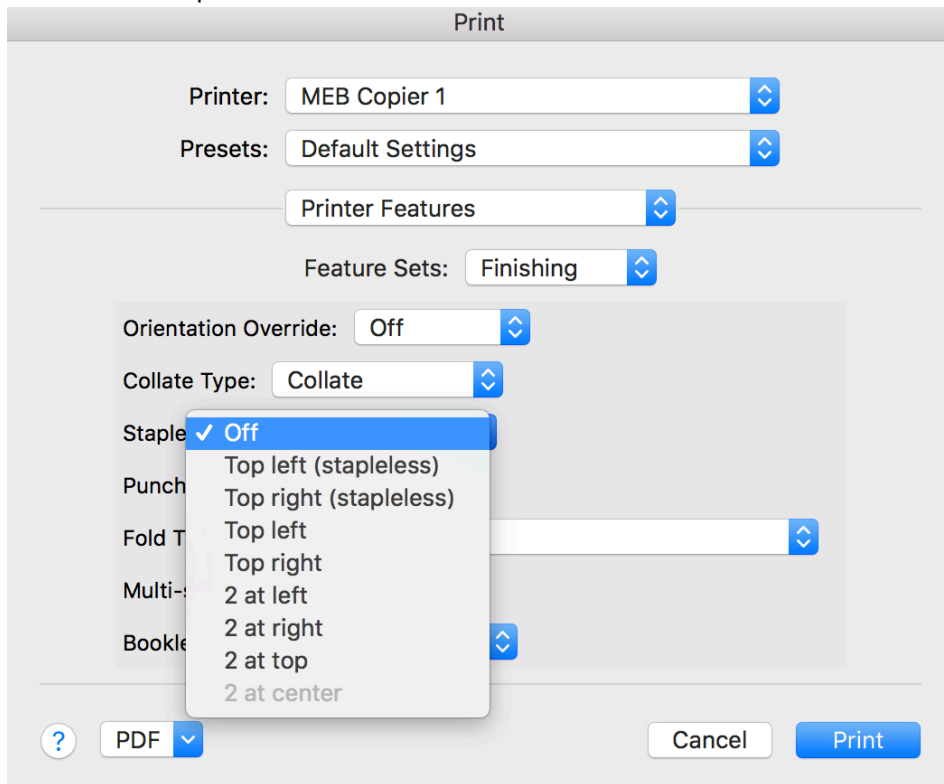 Print
Printer: MEB Copier 1
Presets: Default Settings
Printer Features
Feature Sets: Finishing
Orientation Override: Off
Collate Type: Collate
Staple ✓ Off
Top left (stapleless)
Punch
Top right (stapleless)
Fold T
Top left
Top right
Multi-
2 at left
2 at right
Bookle
2 at top
2 at center
? PDF Cancel Print